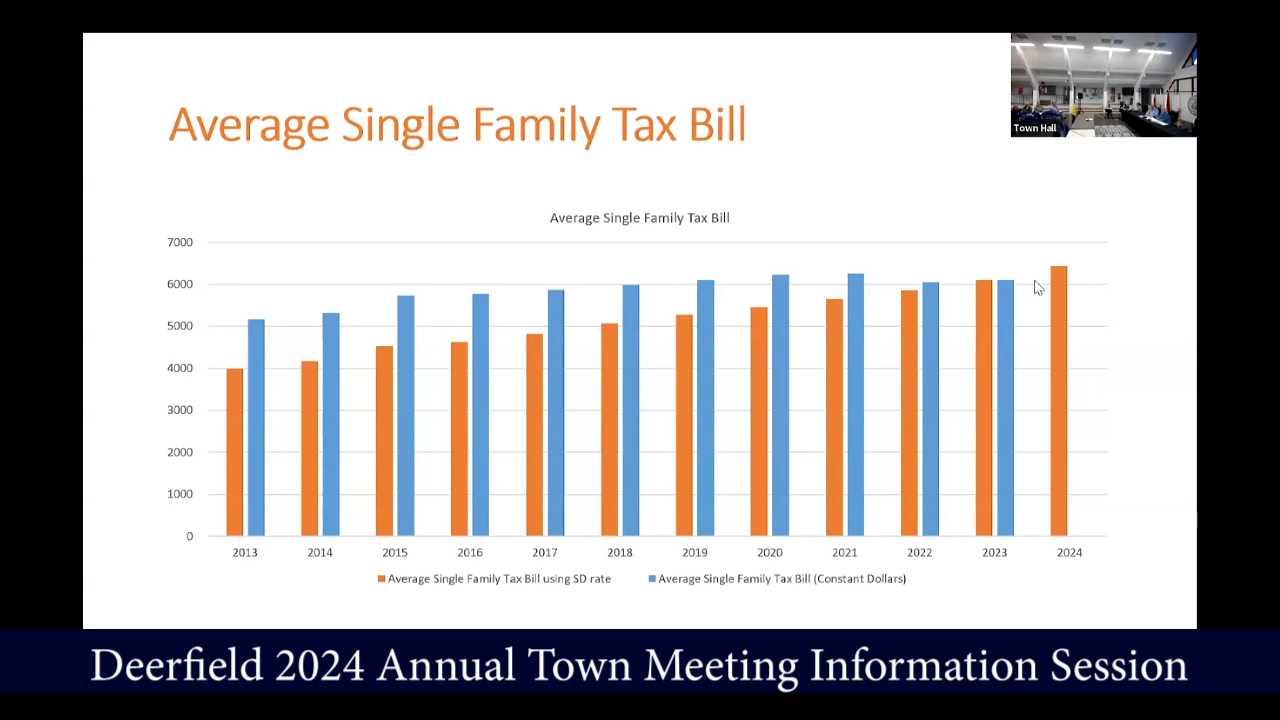 Average Single Family Tax Bill
Town Hall
Average Single Family Tax Bill
7000
6000
5000
4000
3000
2000
1000
0
2013 2014 2015 2016 2017 2018 2019 2020 2021 2022 2023 2024
Average Single Family Tax Bill using SD rate Average Single Family Tax Bill (Constant Dollars)
Deerfield 2024 Annual Town Meeting Information Session